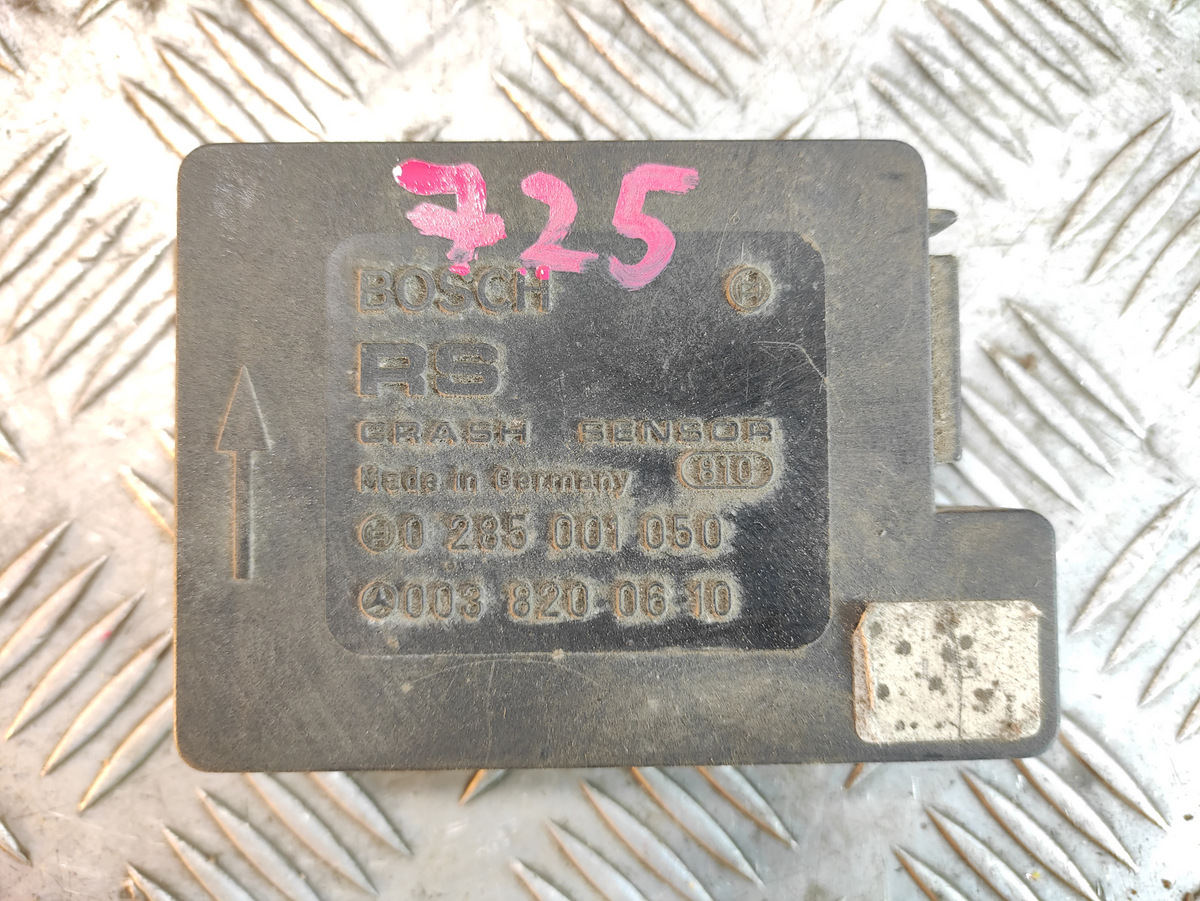 725
BOSCH
RS
CRASH SENSOR
Made in Germany 810
0 285 001 050
003 820 06 10